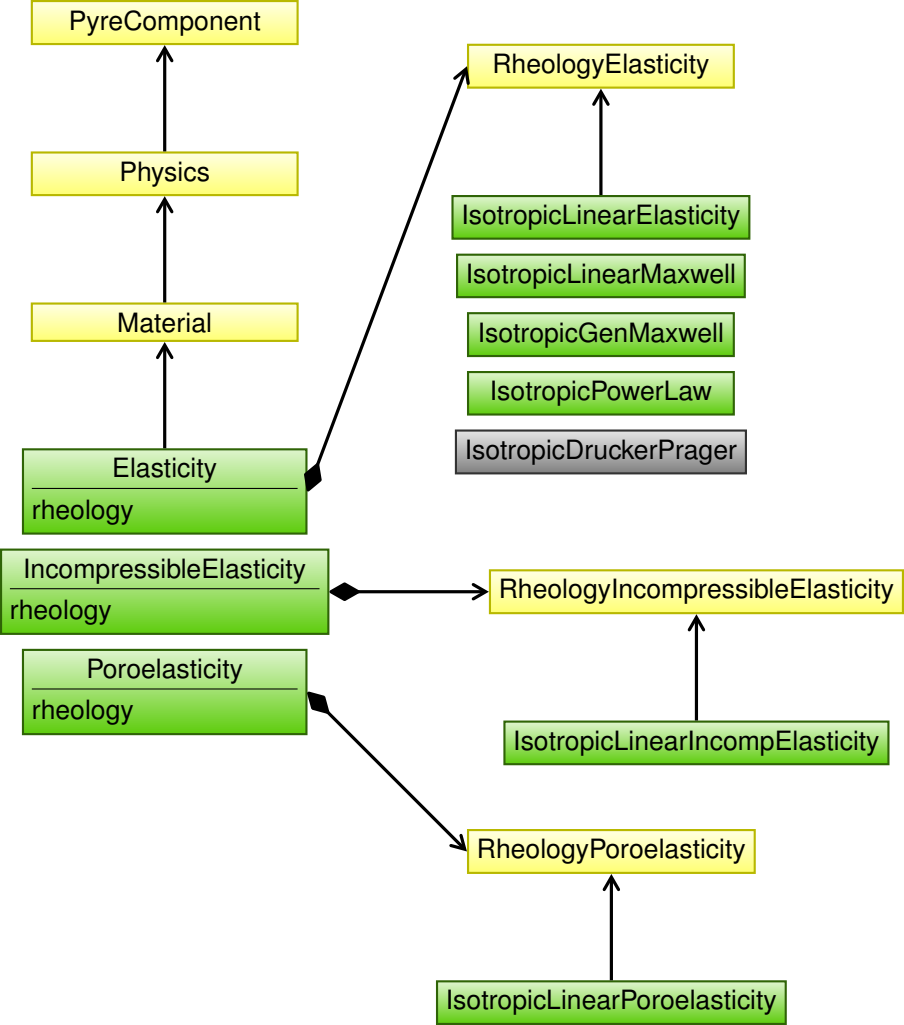 PyreComponent
Physics
Material
Elasticity
rheology
IncompressibleElasticity
rheology
Poroelasticity
rheology
RheologyElasticity
IsotropicLinearElasticity
IsotropicLinearMaxwell
IsotropicGenMaxwell
IsotropicPowerLaw
IsotropicDruckerPrager
RheologyIncompressibleElasticity
IsotropicLinearIncompElasticity
RheologyPoroelasticity
IsotropicLinearPoroelasticity